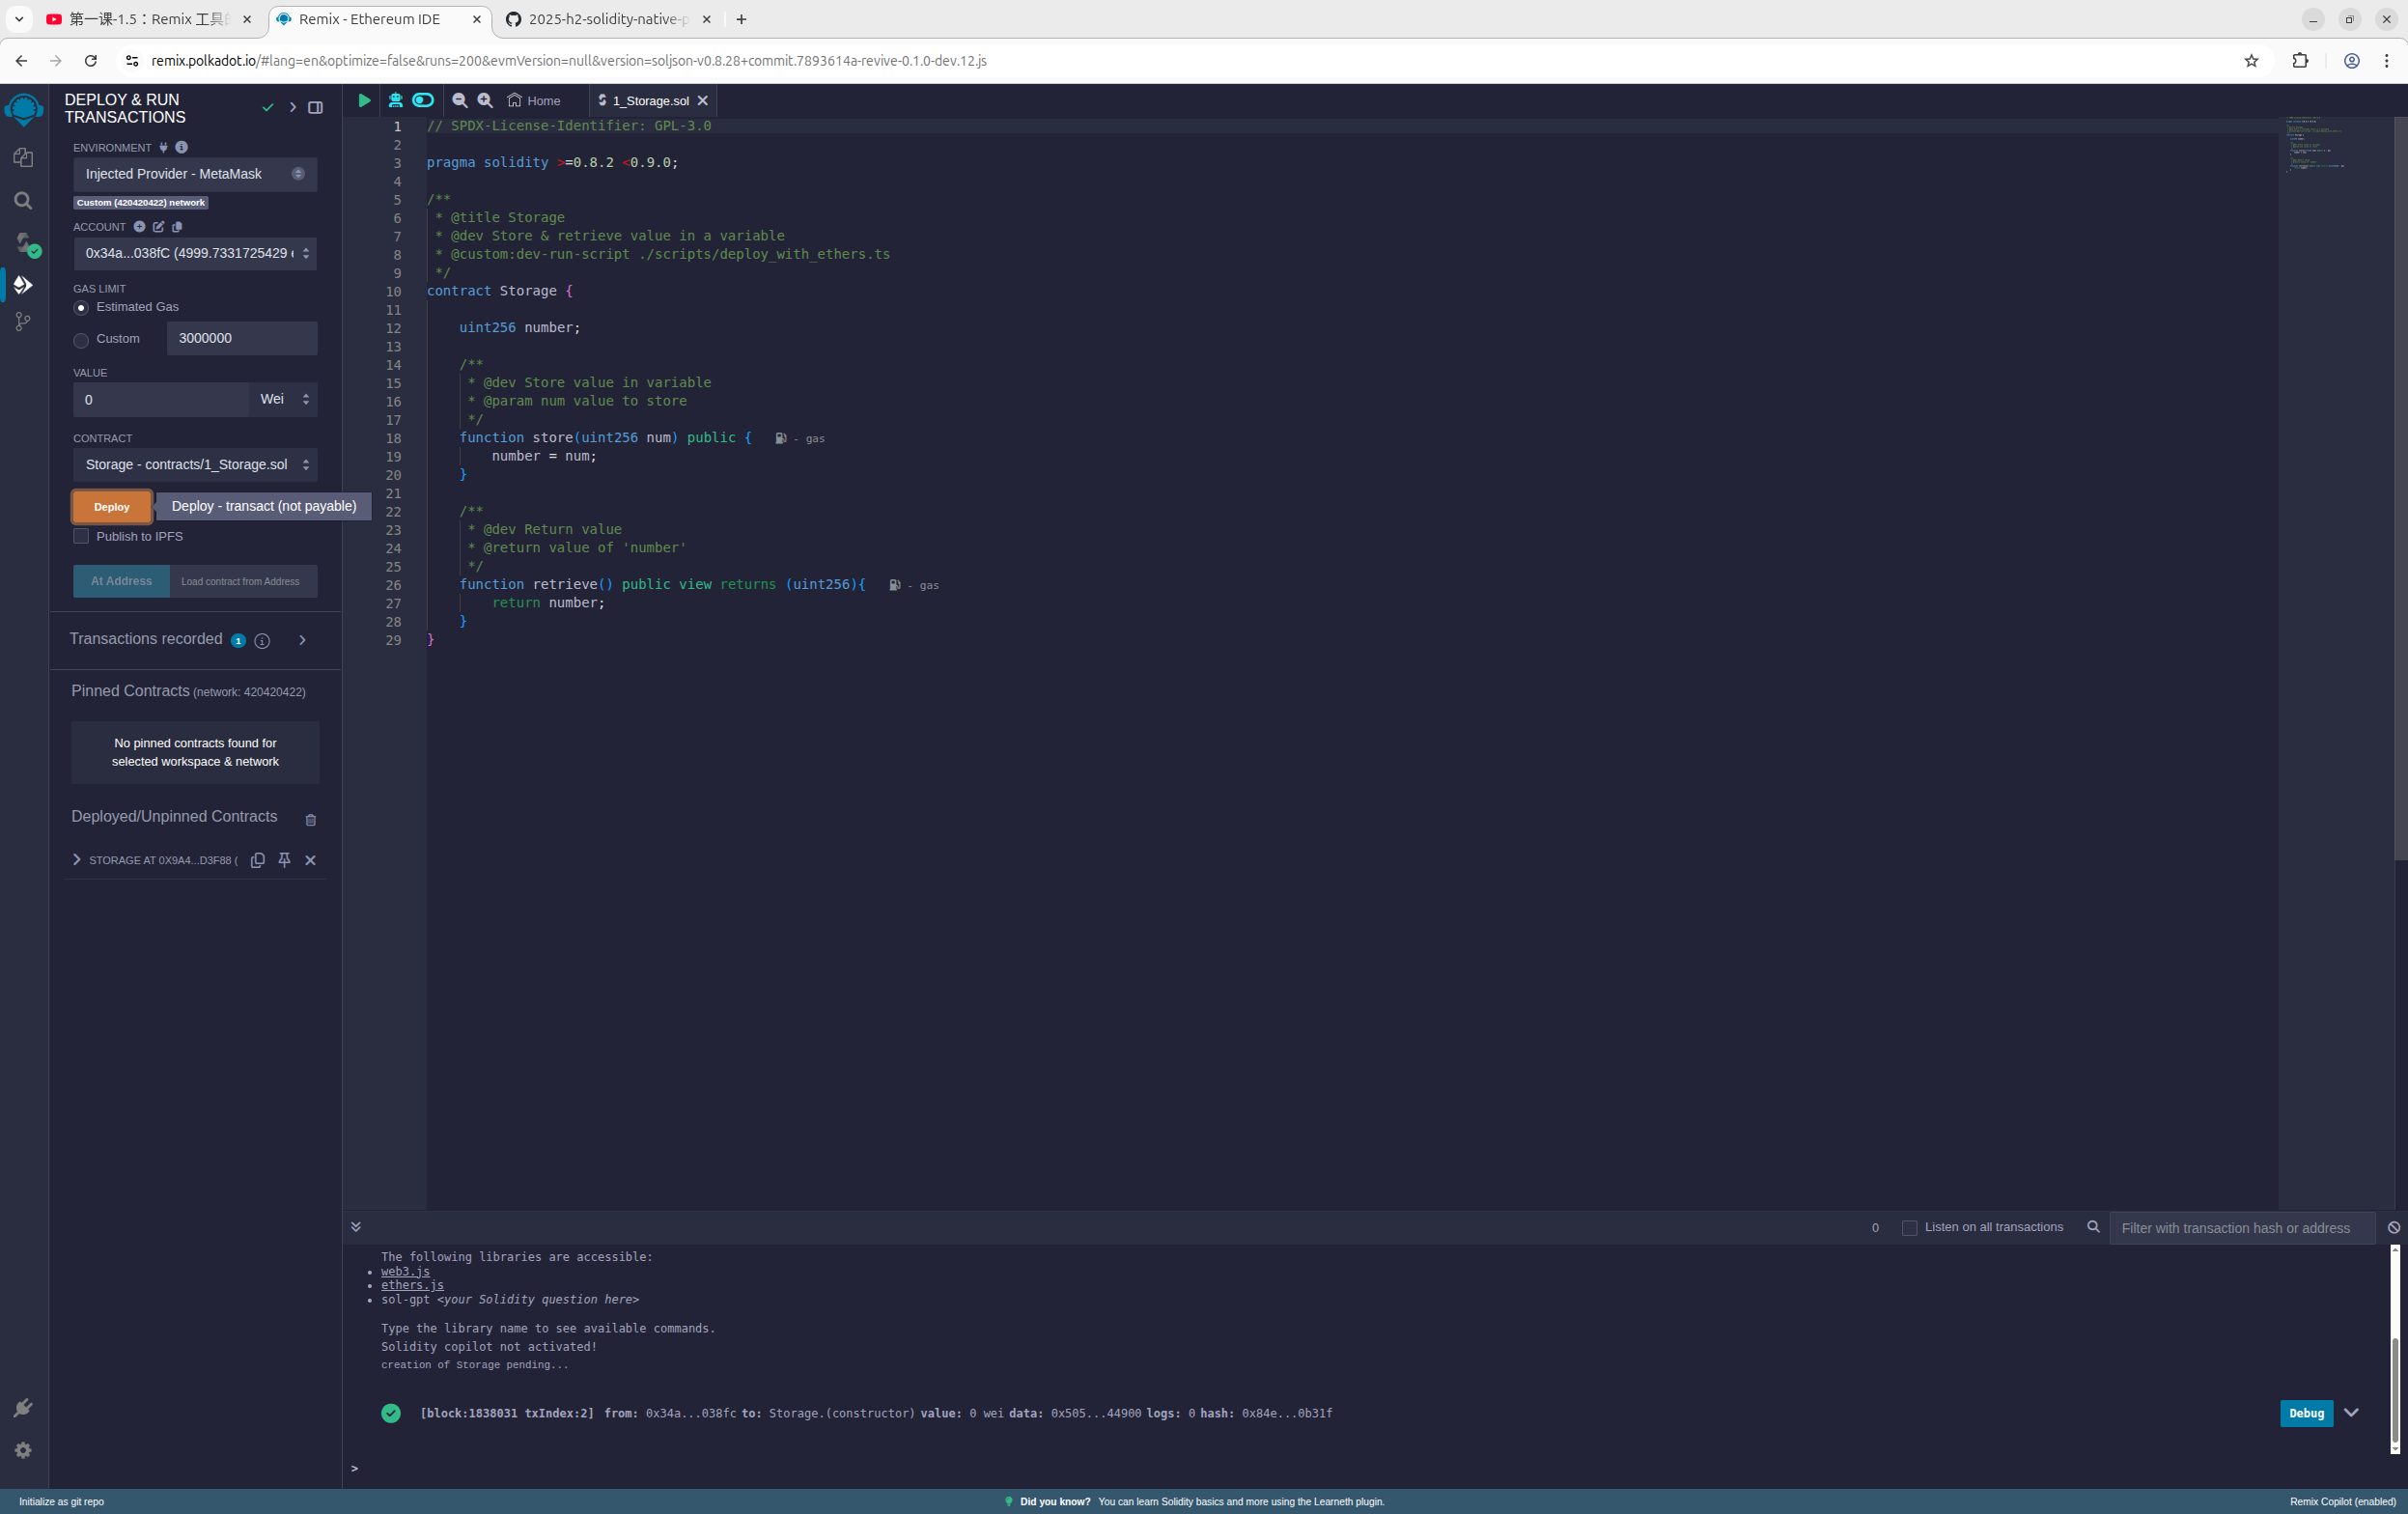 第一课-1.5：Remix 工具
Remix - Ethereum IDE
2025-h2-solidity-native-p
remix.polkadot.io/#lang=en&optimize=false&runs=200&evmVersion=null&version=soljson-v0.8.28+commit.7893614a-revive-0.1.0-dev.12.js
DEPLOY & RUN
TRANSACTIONS
ENVIRONMENT
Injected Provider - MetaMask
Custom (420420422) network
ACCOUNT
0x34a...038fC (4999.7331725429
GAS LIMIT
Estimated Gas
Custom
3000000
VALUE
0
Wei
CONTRACT
Storage - contracts/1_Storage.sol
Deploy
Deploy - transact (not payable)
Publish to IPFS
At Address
Load contract from Address
Transactions recorded 1
Pinned Contracts (network: 420420422)
No pinned contracts found for
selected workspace & network
Deployed/Unpinned Contracts
STORAGE AT 0X9A4...D3F88 (
Home
1_Storage.sol
1 // SPDX-License-Identifier: GPL-3.0
2
3 pragma solidity >=0.8.2 <0.9.0;
4
5 /**
6 * @title Storage
7 * @dev Store & retrieve value in a variable
8 * @custom:dev-run-script ./scripts/deploy_with_ethers.ts
9 */
10 contract Storage {
11
12 uint256 number;
13
14 /**
15 * @dev Store value in variable
16 * @param num value to store
17 */
18 function store(uint256 num) public { - gas
19 number = num;
20 }
21
22 /**
23 * @dev Return value
24 * @return value of 'number'
25 */
26 function retrieve() public view returns (uint256){ - gas
27 return number;
28 }
29 }
0
Listen on all transactions
Filter with transaction hash or address
The following libraries are accessible:
• web3.js
• ethers.js
• sol-gpt <your Solidity question here>
Type the library name to see available commands.
Solidity copilot not activated!
creation of Storage pending...
[block:1838031 txIndex:2] from: 0x34a...038fc to: Storage.(constructor) value: 0 wei data: 0x505...44900 logs: 0 hash: 0x84e...0b31f
Debug
>
Initialize as git repo
Did you know? You can learn Solidity basics and more using the Learneth plugin.
Remix Copilot (enabled)